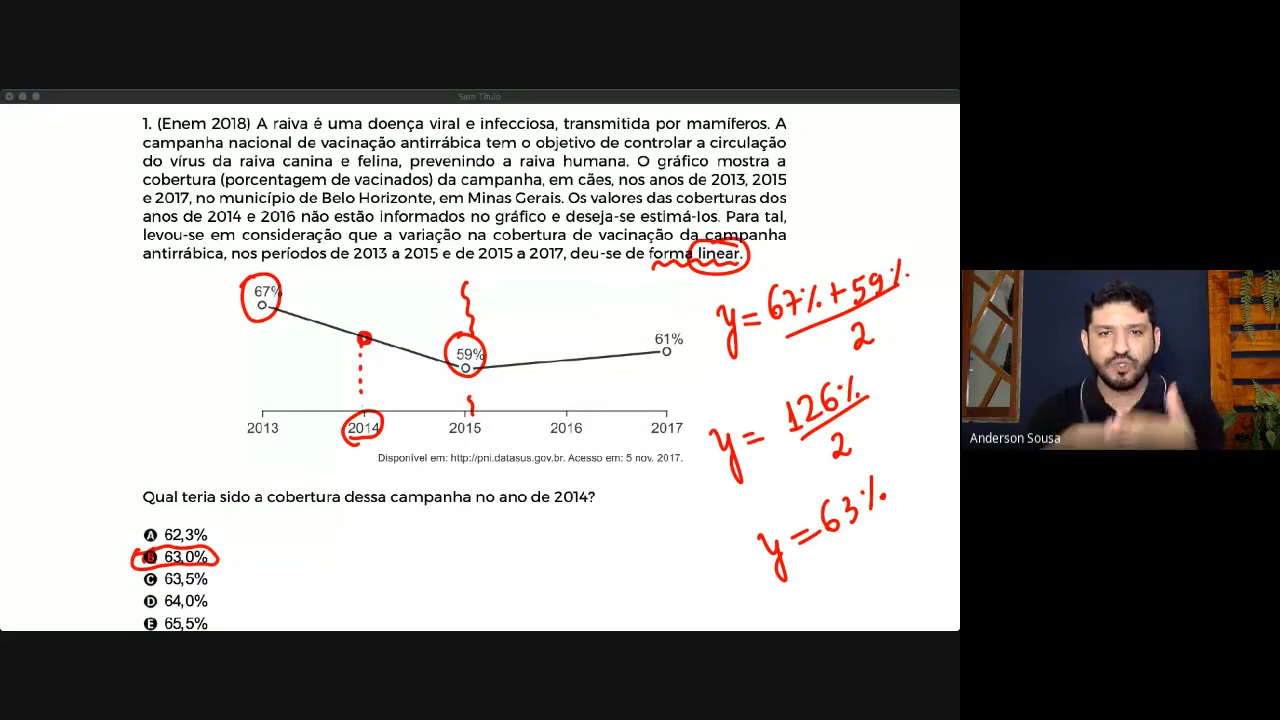 Sem Título
1. (Enem 2018) A raiva é uma doença viral e infecciosa, transmitida por mamíferos. A
campanha nacional de vacinação antirrábica tem o objetivo de controlar a circulação
do vírus da raiva canina e felina, prevenindo a raiva humana. O gráfico mostra a
cobertura (porcentagem de vacinados) da campanha, em cães, nos anos de 2013, 2015
e 2017, no município de Belo Horizonte, em Minas Gerais. Os valores das coberturas dos
anos de 2014 e 2016 não estão informados no gráfico e deseja-se estimá-los. Para tal,
levou-se em consideração que a variação na cobertura de vacinação da campanha
antirrábica, nos períodos de 2013 a 2015 e de 2015 a 2017, deu-se de forma linear.
67%
59%
61%
2013 2014 2015 2016 2017
Disponível em: http://pni.datasus.gov.br. Acesso em: 5 nov. 2017.
y = 67% + 59%
2
y = 126%
2
y = 63%
Qual teria sido a cobertura dessa campanha no ano de 2014?
A 62,3%
B 63,0%
C 63,5%
D 64,0%
E 65,5%
Anderson Sousa